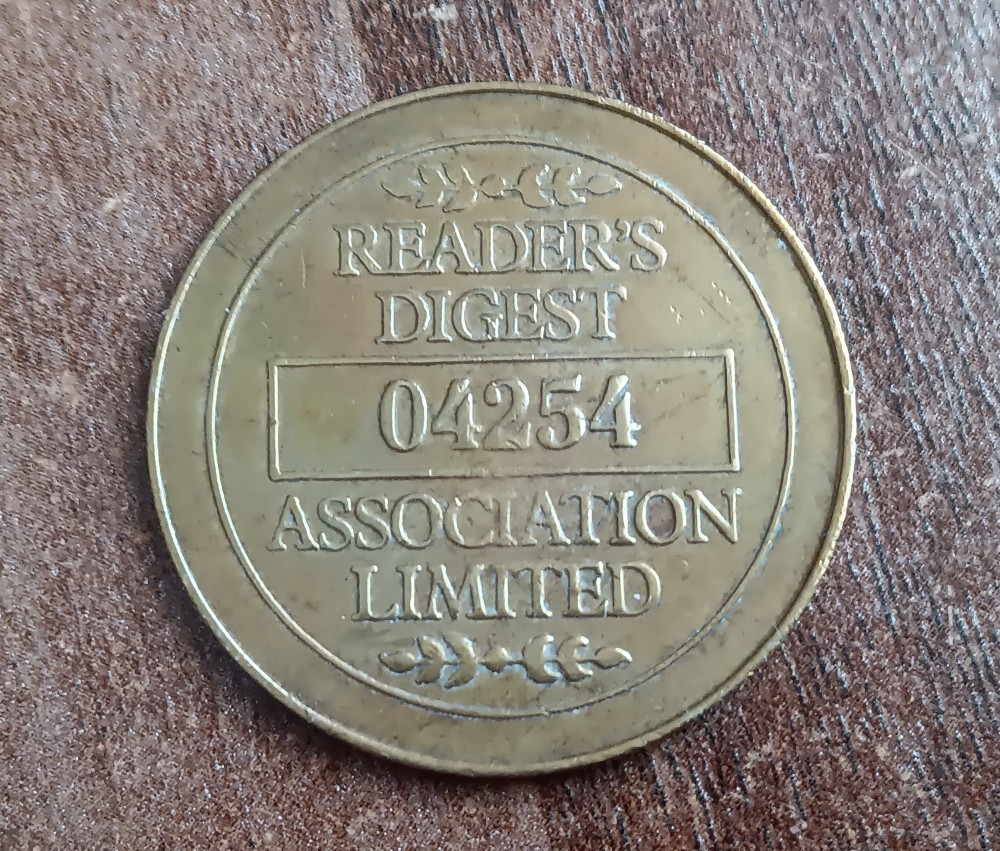 READER'S
DIGEST
04254
ASSOCIATION
LIMITED